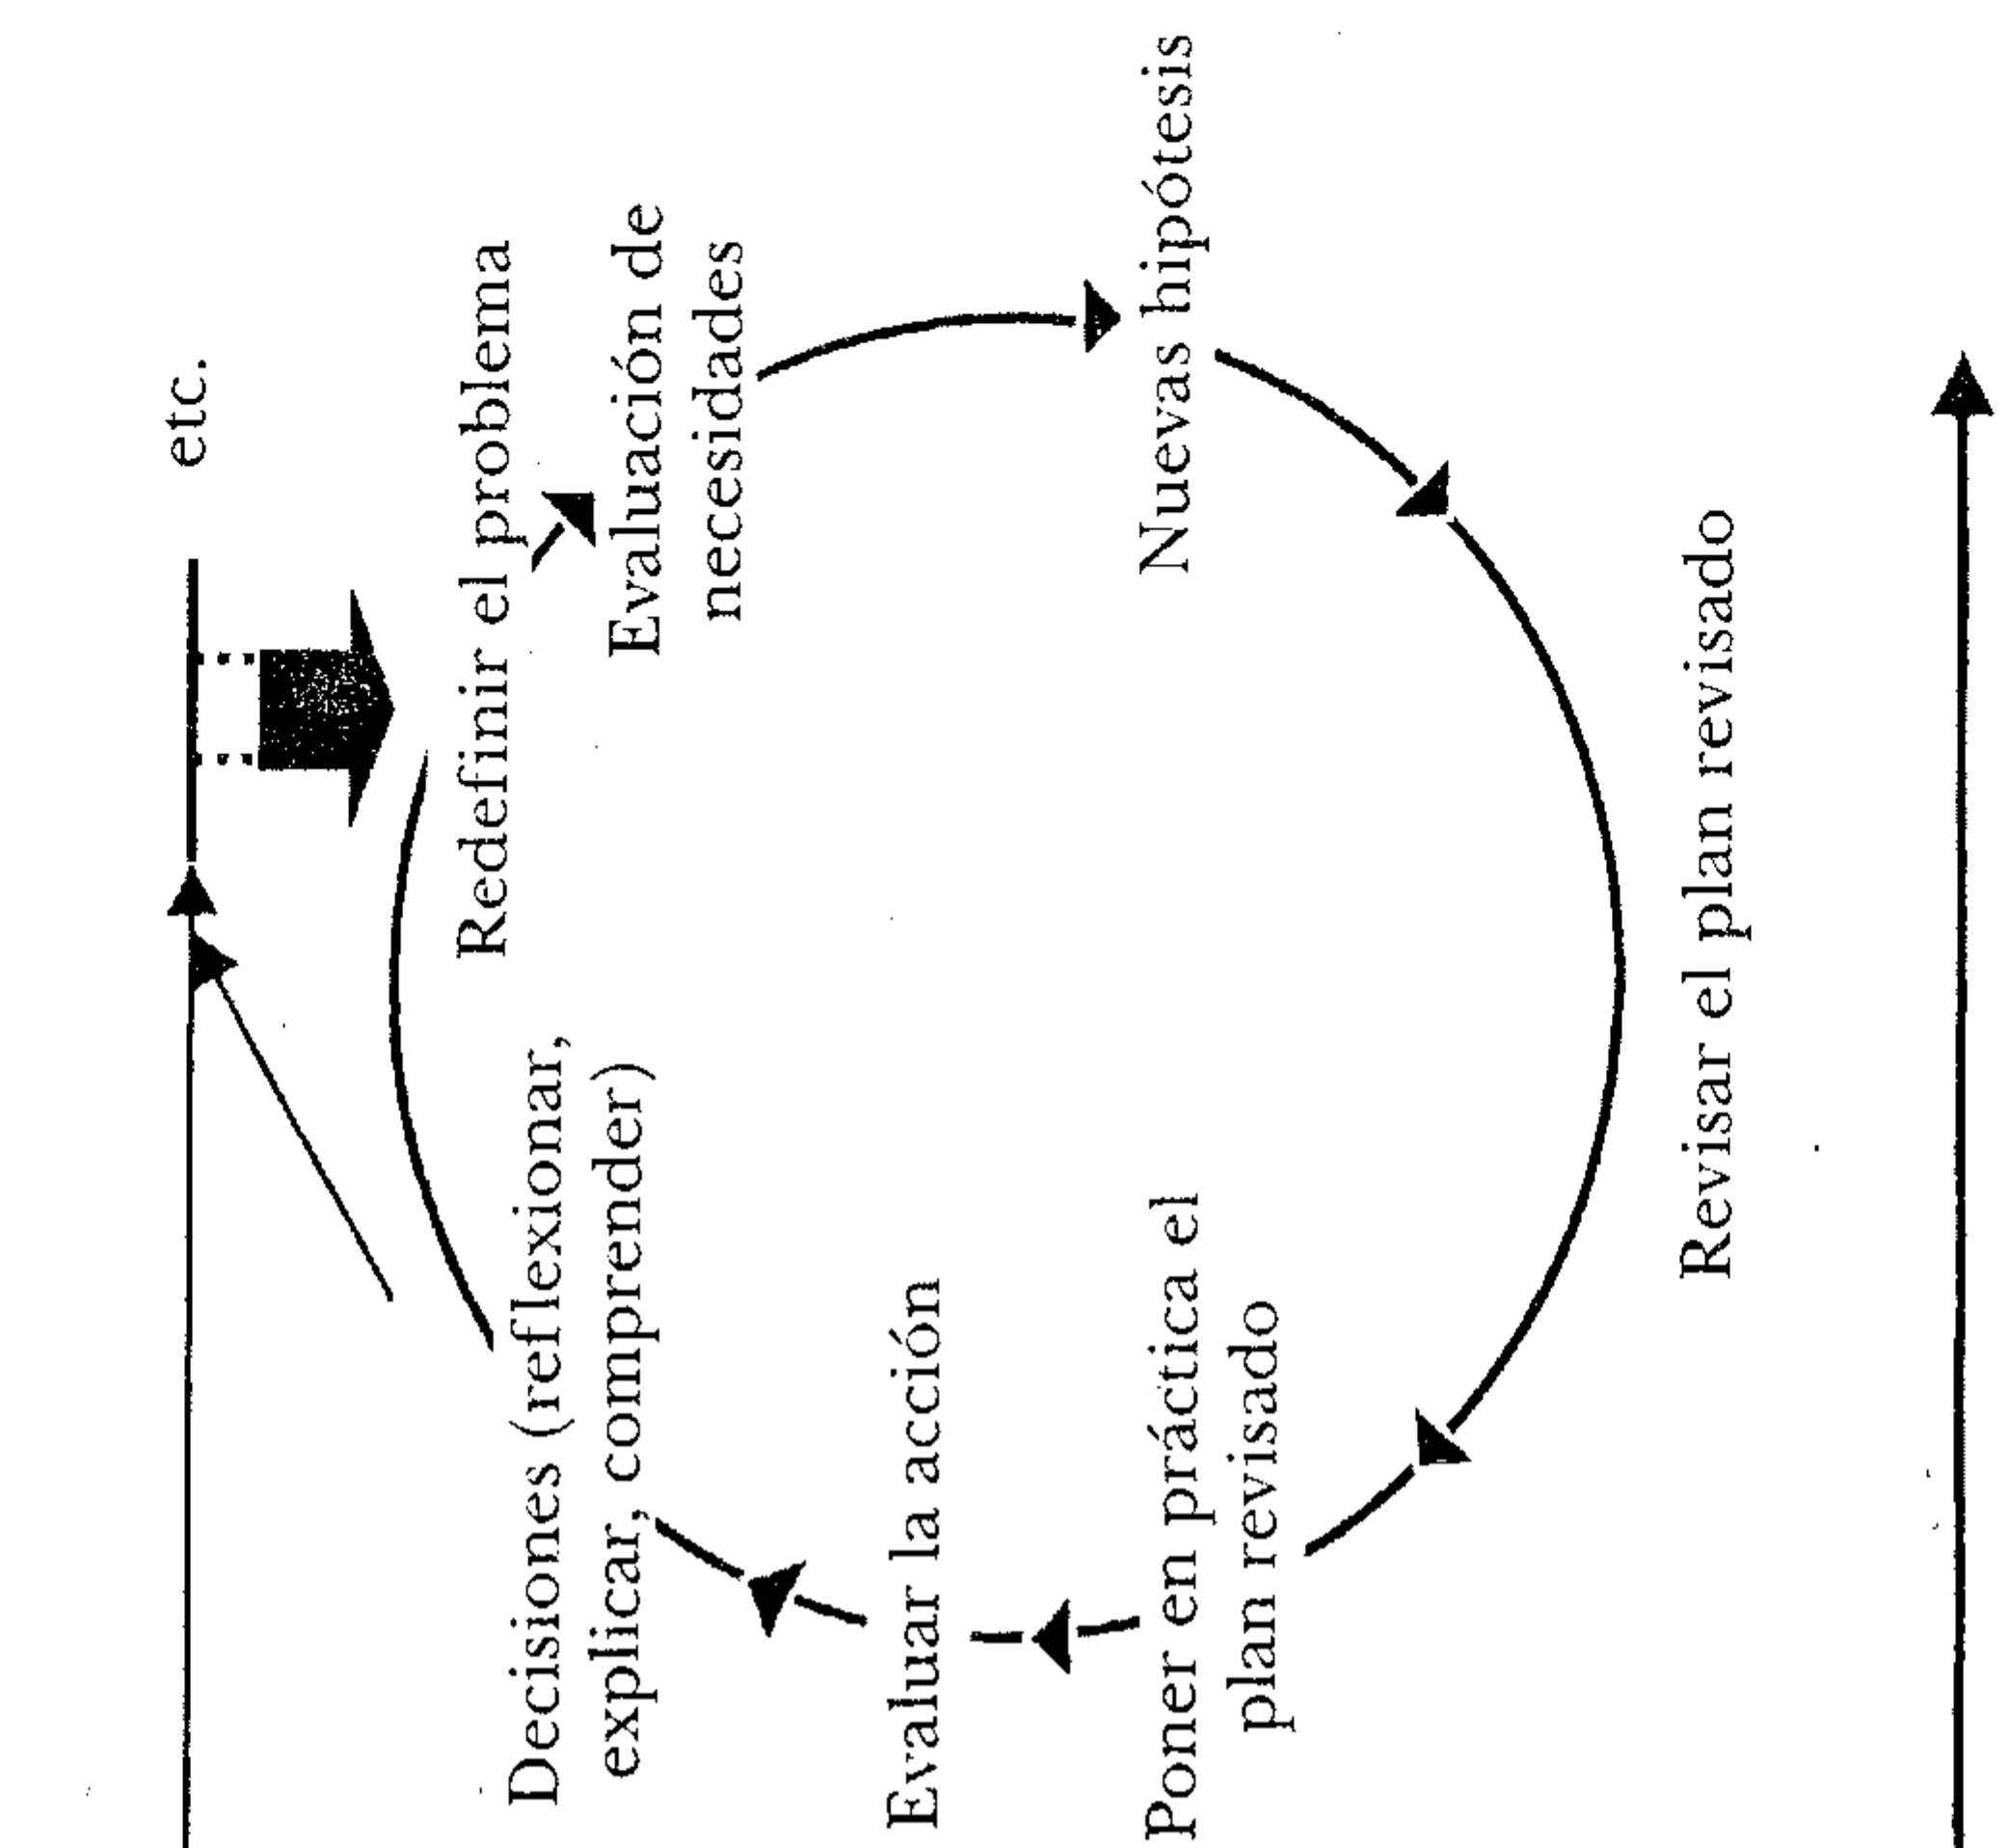 etc.
Redefinir el problema
Evaluación de
necesidades
Nuevas hipótesis
Revisar el plan revisado
Poner en práctica el
plan revisado
Evaluar la acción
Decisiones (reflexionar,
explicar, comprender)